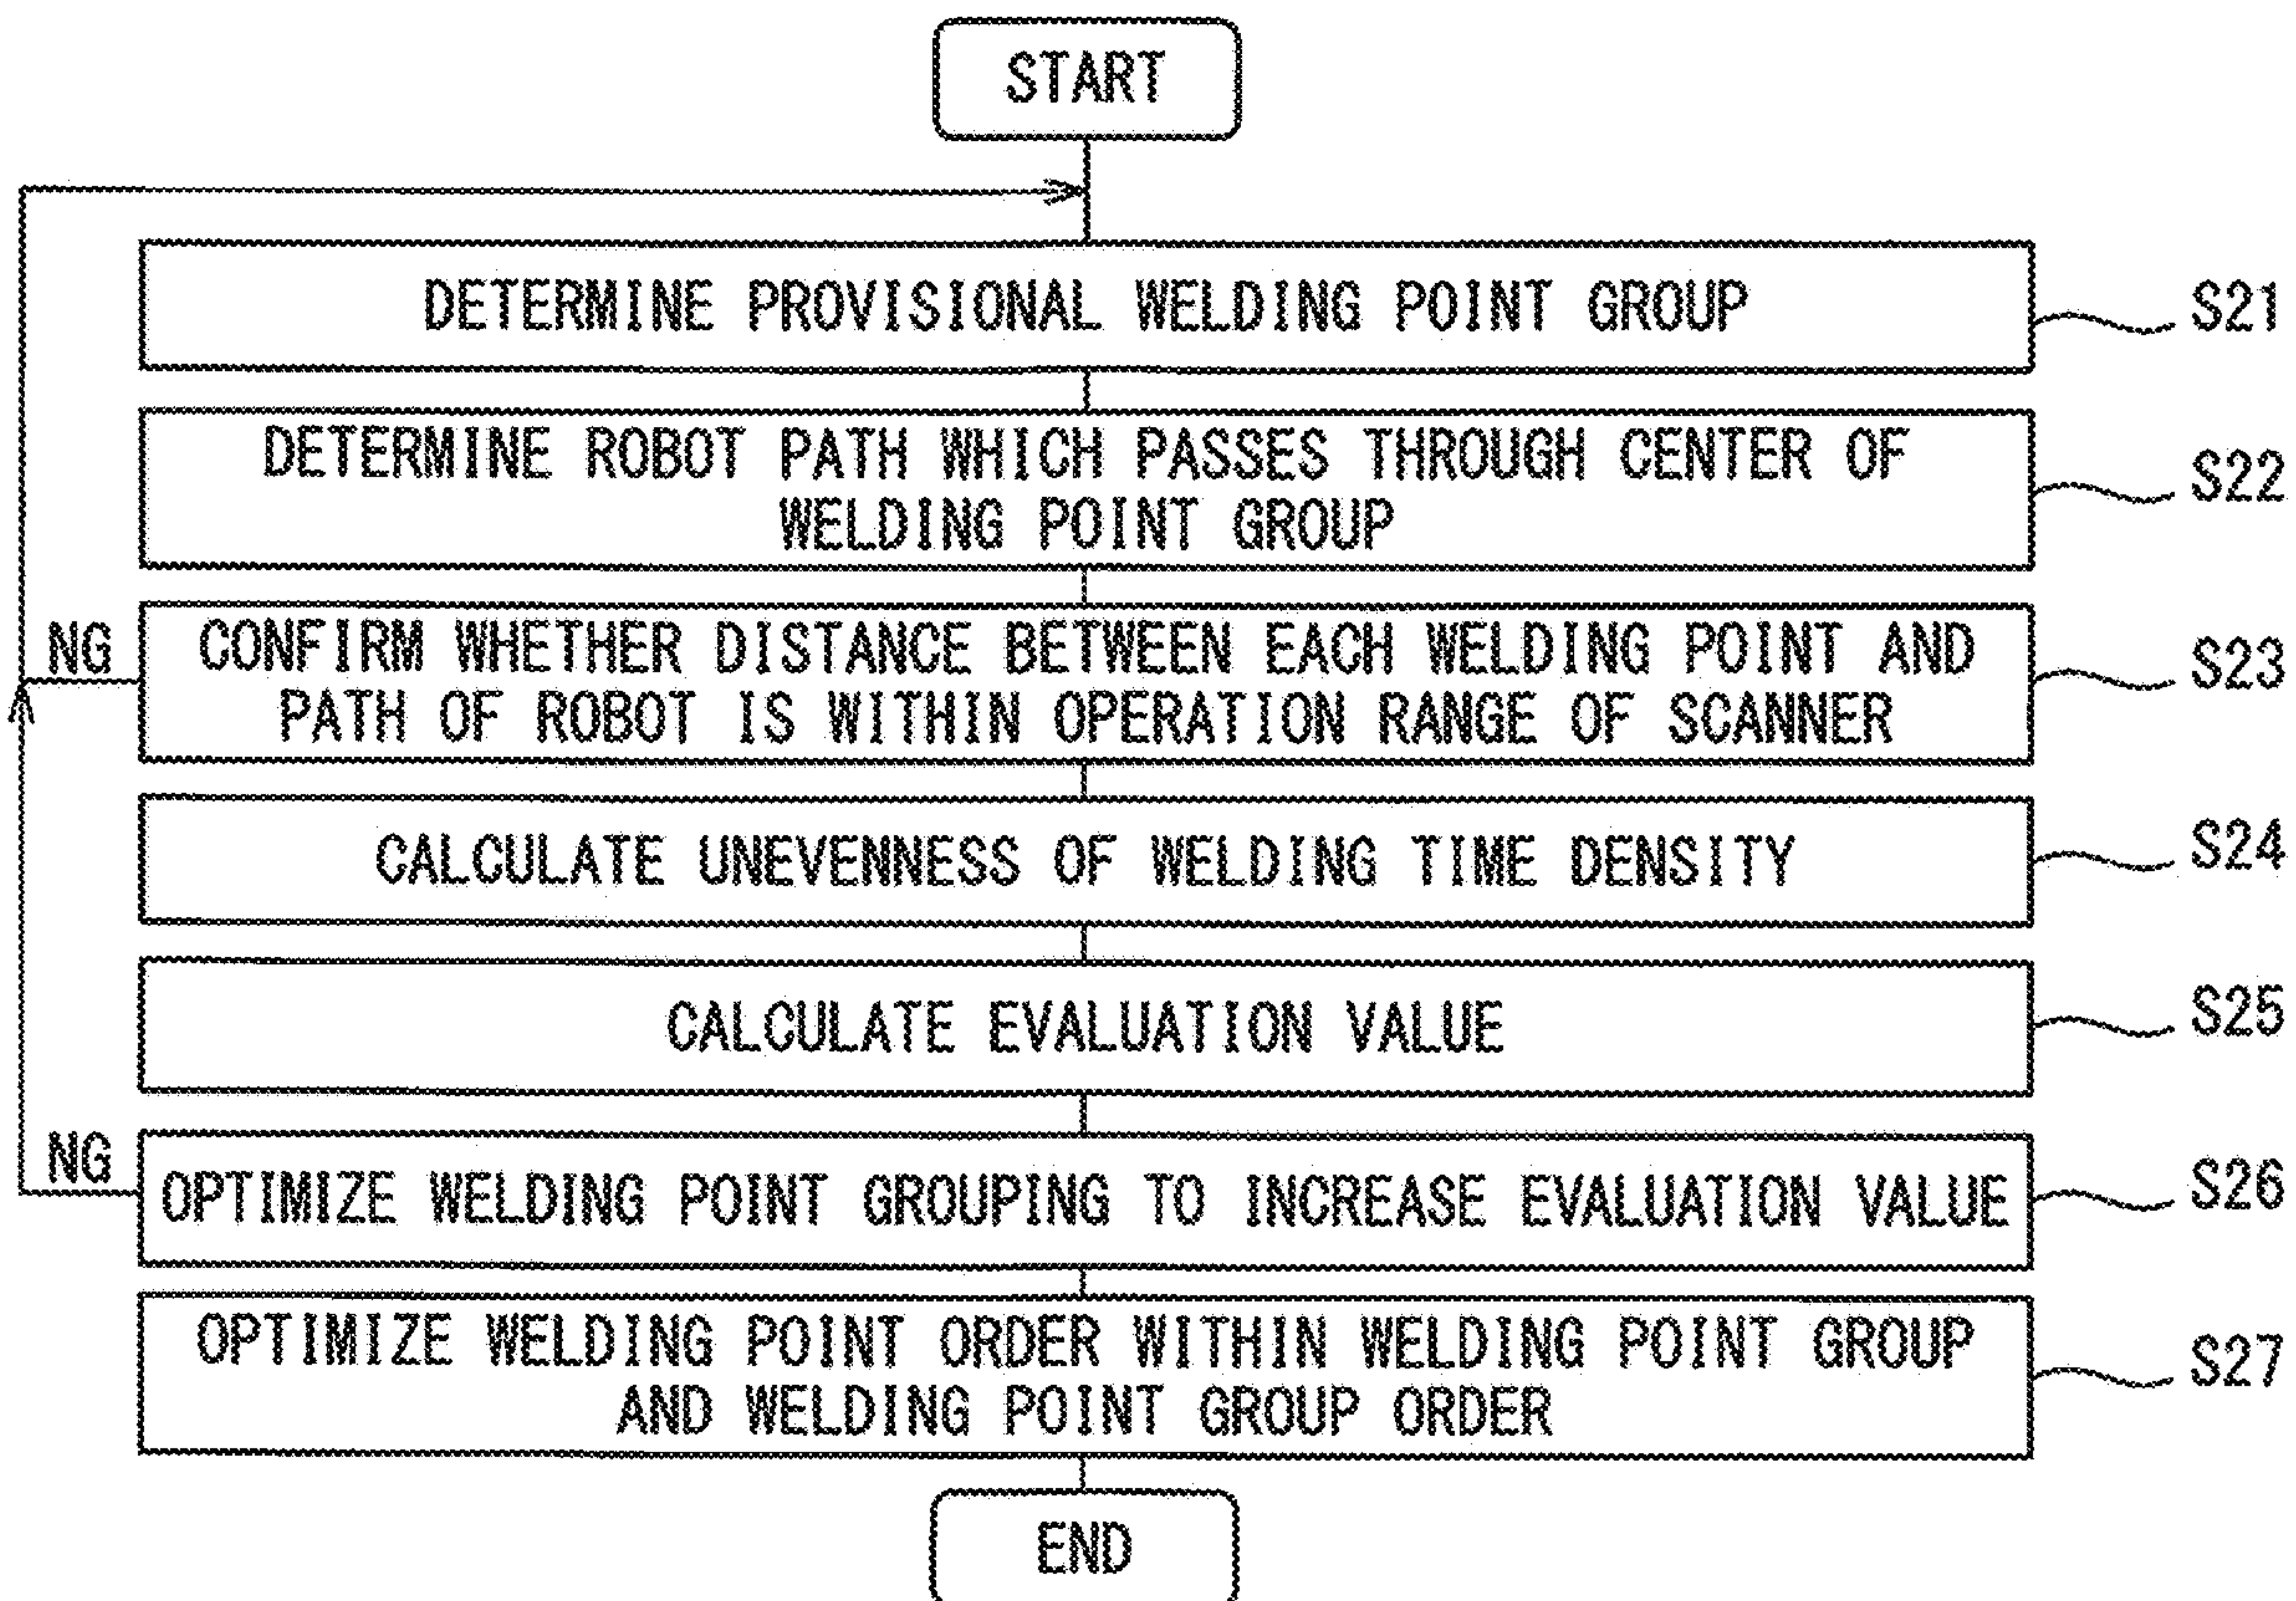 START
DETERMINE PROVISIONAL WELDING POINT GROUP
S21
DETERMINE ROBOT PATH WHICH PASSES THROUGH CENTER OF
WELDING POINT GROUP
S22
NG
CONFIRM WHETHER DISTANCE BETWEEN EACH WELDING POINT AND
PATH OF ROBOT IS WITHIN OPERATION RANGE OF SCANNER
S23
CALCULATE UNEVENNESS OF WELDING TIME DENSITY
S24
CALCULATE EVALUATION VALUE
S25
NG
OPTIMIZE WELDING POINT GROUPING TO INCREASE EVALUATION VALUE
S26
OPTIMIZE WELDING POINT ORDER WITHIN WELDING POINT GROUP
AND WELDING POINT GROUP ORDER
S27
END